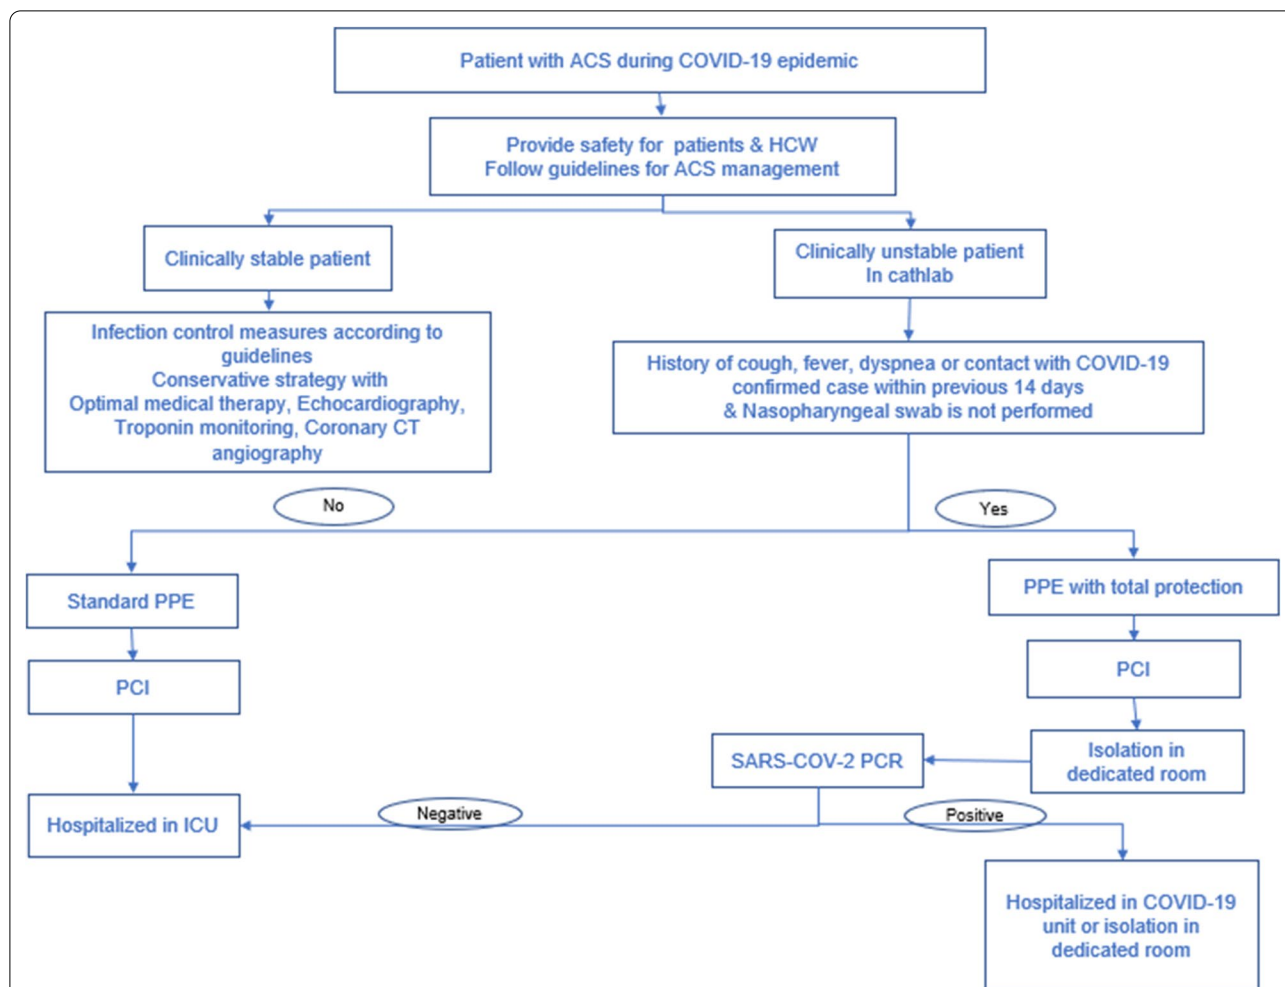 Patient with ACS during COVID-19 epidemic
Provide safety for patients & HCW
Follow guidelines for ACS management
Clinically stable patient
Clinically unstable patient
In cathlab
Infection control measures according to
guidelines
Conservative strategy with
Optimal medical therapy, Echocardiography,
Troponin monitoring, Coronary CT
angiography
History of cough, fever, dyspnea or contact with COVID-19
confirmed case within previous 14 days
& Nasopharyngeal swab is not performed
No
Yes
Standard PPE
PPE with total protection
PCI
PCI
SARS-COV-2 PCR
Isolation in
dedicated room
Hospitalized in ICU
Negative
Positive
Hospitalized in COVID-19
unit or isolation in
dedicated room